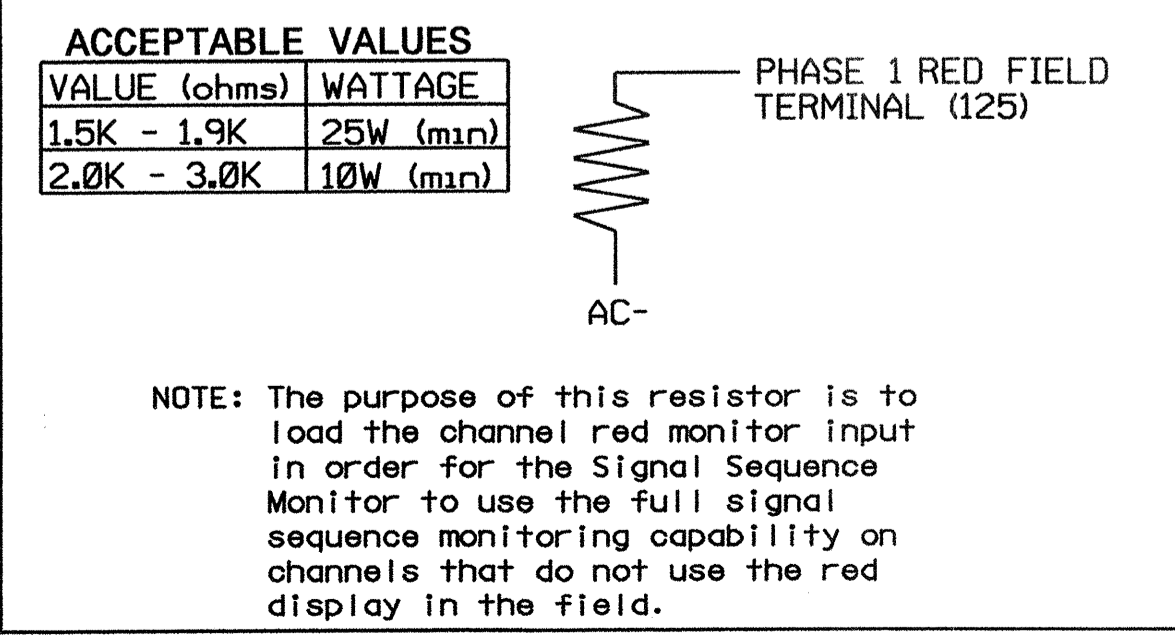 ACCEPTABLE VALUES
VALUE (ohms) WATTAGE
1.5K - 1.9K 25W (min)
2.0K - 3.0K 10W (min)
PHASE 1 RED FIELD
TERMINAL (125)
AC-
NOTE: The purpose of this resistor is to
load the channel red monitor input
in order for the Signal Sequence
Monitor to use the full signal
sequence monitoring capability on
channels that do not use the red
display in the field.